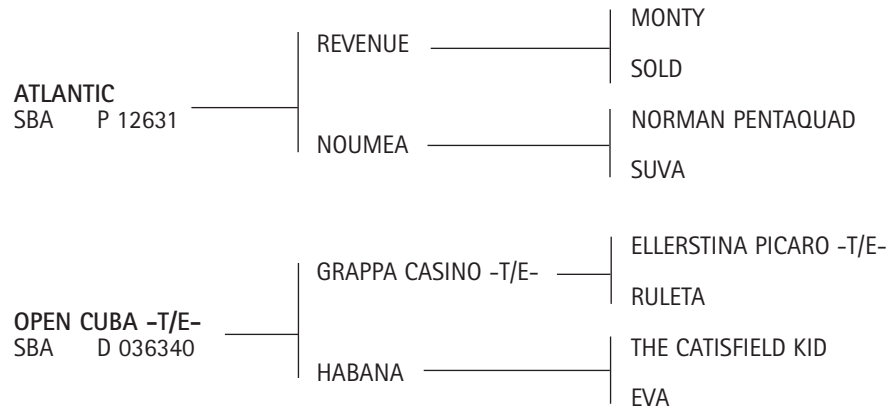 MONTY
REVENUE
SOLD
ATLANTIC
SBA P 12631
NORMAN PENTAQUAD
NOUMEA
SUVA
ELLERSTINA PICARO -T/E-
GRAPPA CASINO -T/E-
RULETA
OPEN CUBA -T/E-
SBA D 036340
THE CATISFIELD KID
HABANA
EVA